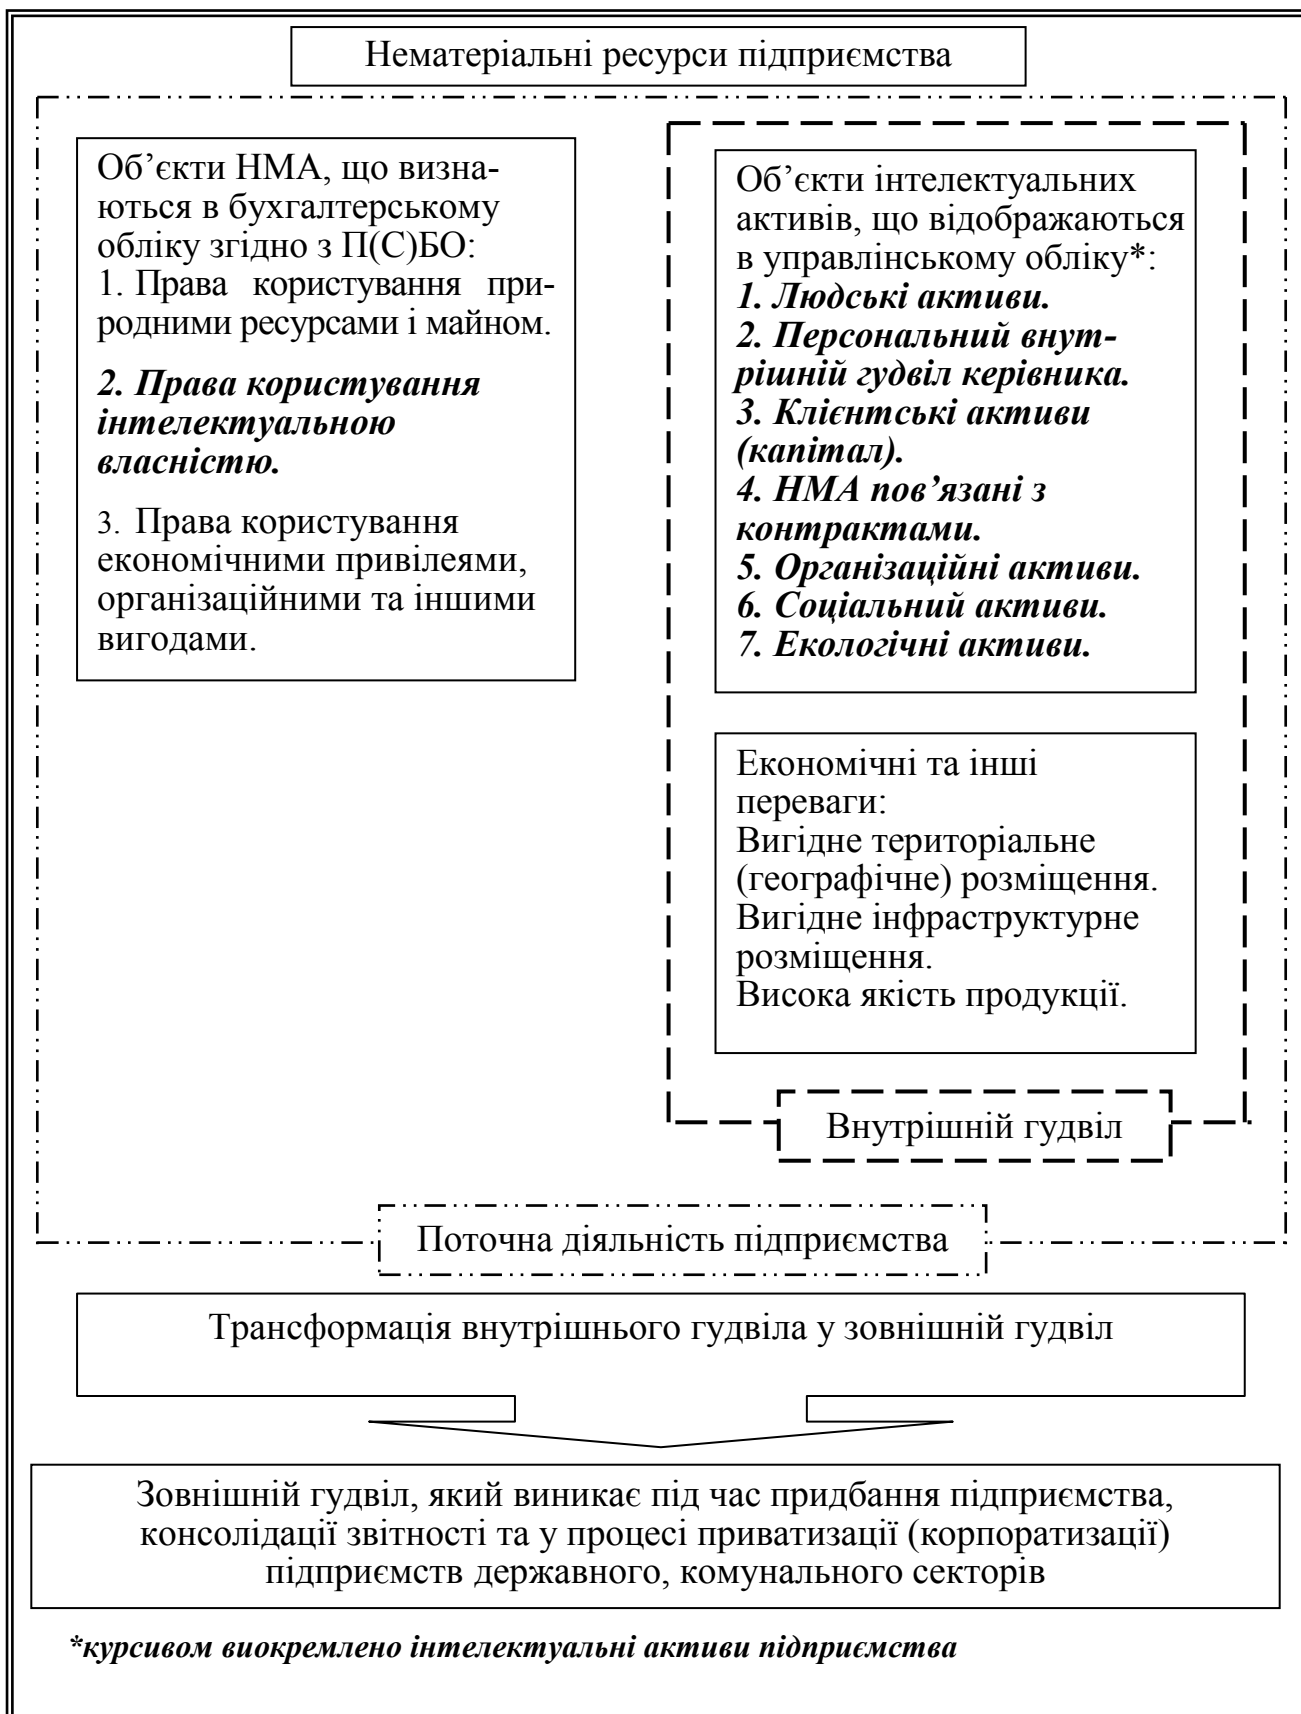 Нематеріальні ресурси підприємства
Об’єкти НМА, що визна-
ються в бухгалтерському
обліку згідно з П(С)БО:
1. Права користування при-
родними ресурсами і майном.
2. Права користування
інтелектуальною
власністю.
3. Права користування
економічними привілеями,
організаційними та іншими
вигодами.
Об’єкти інтелектуальних
активів, що відображаються
в управлінському обліку*:
1. Людські активи.
2. Персональний внут-
рішній гудвіл керівника.
3. Клієнтські активи
(капітал).
4. НМА пов’язані з
контрактами.
5. Організаційні активи.
6. Соціальний активи.
7. Екологічні активи.
Економічні та інші
переваги:
Вигідне територіальне
(географічне) розміщення.
Вигідне інфраструктурне
розміщення.
Висока якість продукції.
Внутрішній гудвіл
Поточна діяльність підприємства
Трансформація внутрішнього гудвіла у зовнішній гудвіл
Зовнішній гудвіл, який виникає під час придбання підприємства,
консолідації звітності та у процесі приватизації (корпоратизації)
підприємств державного, комунального секторів
*курсивом виокремлено інтелектуальні активи підприємства